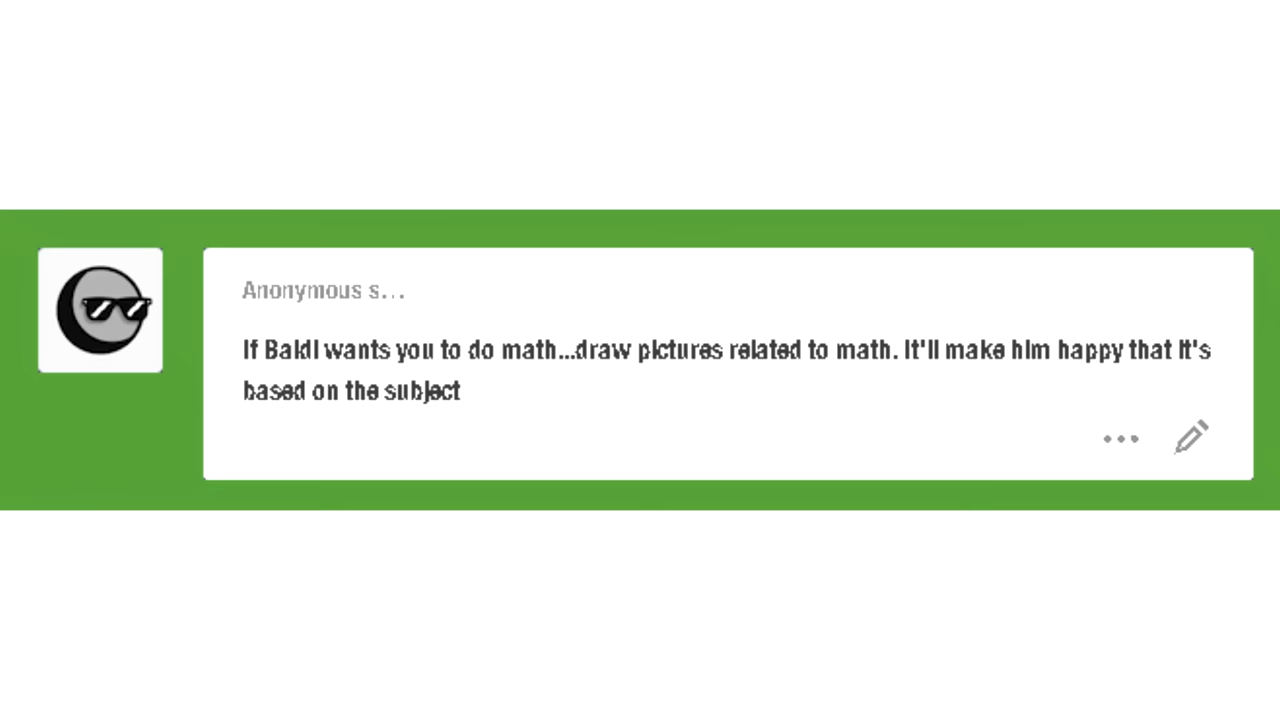 Anonymous s...
If Baldi wants you to do math...draw pictures related to math. It'll make him happy that it's
based on the subject